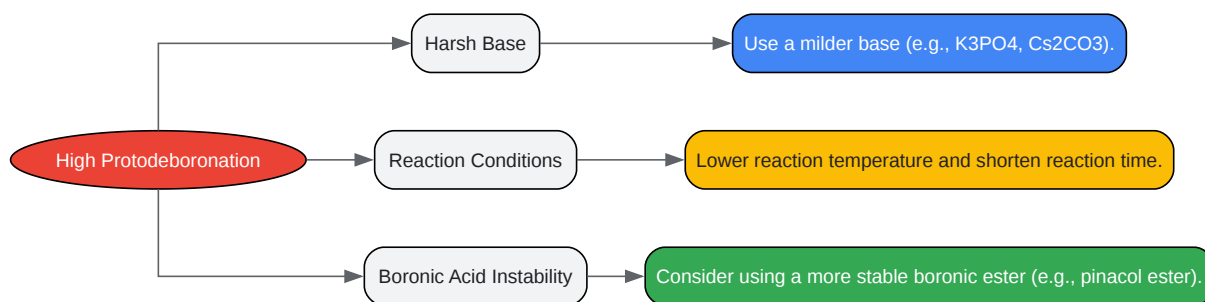 Harsh Base
Use a milder base (e.g., K3PO4, Cs2CO3).
High Protodeboronation
Reaction Conditions
Lower reaction temperature and shorten reaction time.
Boronic Acid Instability
Consider using a more stable boronic ester (e.g., pinacol ester).